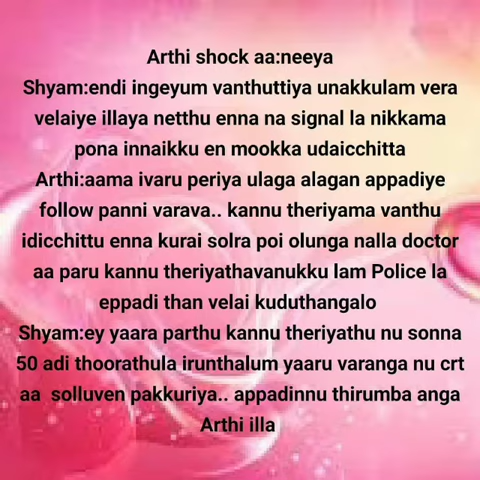 Arthi shock aa:neeya
Shyam:endi ingeyum vanthuttiya unakkulam vera
velaiye illaya netthu enna na signal la nikkama
pona innaikku en mookka udaicchitta
Arthi:aama ivaru periya ulaga alagan appadiye
follow panni varava.. kannu theriyama vanthu
idicchittu enna kurai solra poi olunga nalla doctor
aa paru kannu theriyathavanukku lam Police la
eppadi than velai kuduthangalo
Shyam:ey yaara parthu kannu theriyathu nu sonna
50 adi thoorathula irunthalum yaaru varanga nu crt
aa  solluven pakkuriya.. appadinnu thirumba anga
Arthi illa